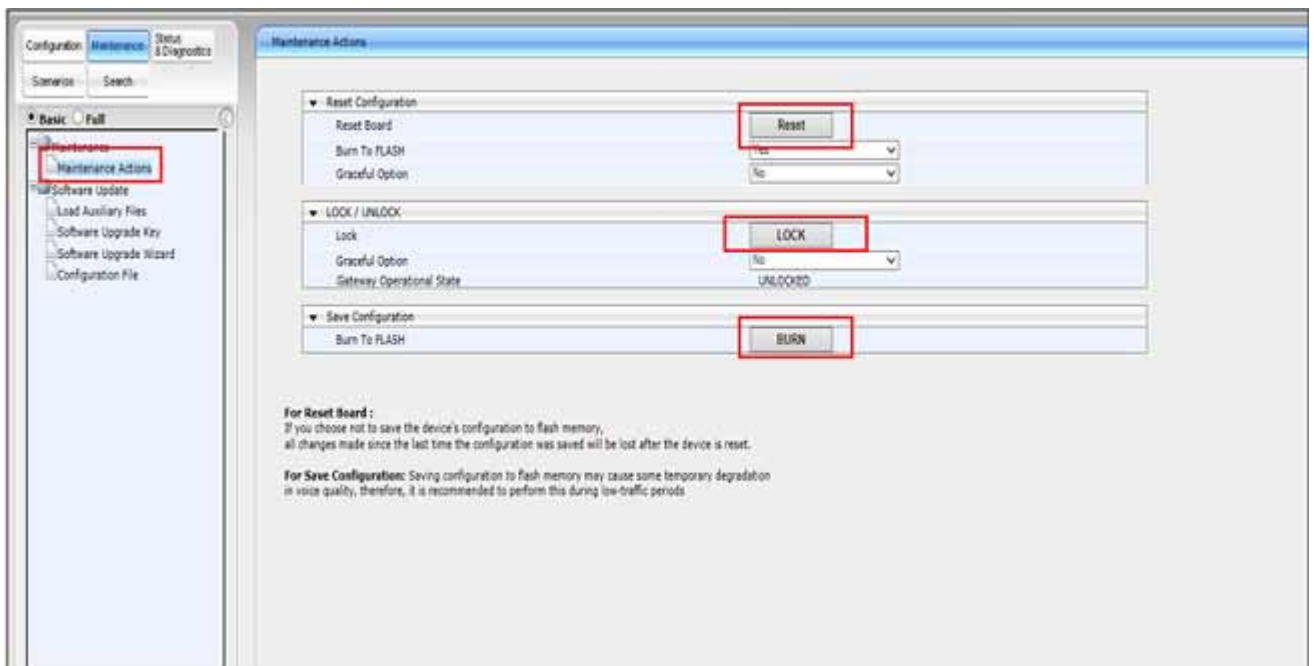 Configuration Maintenance Status & Diagnostics
Scenarios Search
Basic Full
Maintenance
Maintenance Actions
Software Update
Load Auxiliary Files
Software Upgrade Key
Software Upgrade Wizard
Configuration File
Maintenance Actions
▼ Reset Configuration
Reset Board Reset
Burn To FLASH Yes
Graceful Option No
▼ LOCK / UNLOCK
Lock LOCK
Graceful Option No
Gateway Operational State UNLOCKED
▼ Save Configuration
Burn To FLASH BURN
For Reset Board :
If you choose not to save the device's configuration to flash memory,
all changes made since the last time the configuration was saved will be lost after the device is reset.
For Save Configuration: Saving configuration to flash memory may cause some temporary degradation
in voice quality, therefore, it is recommended to perform this during low-traffic periods